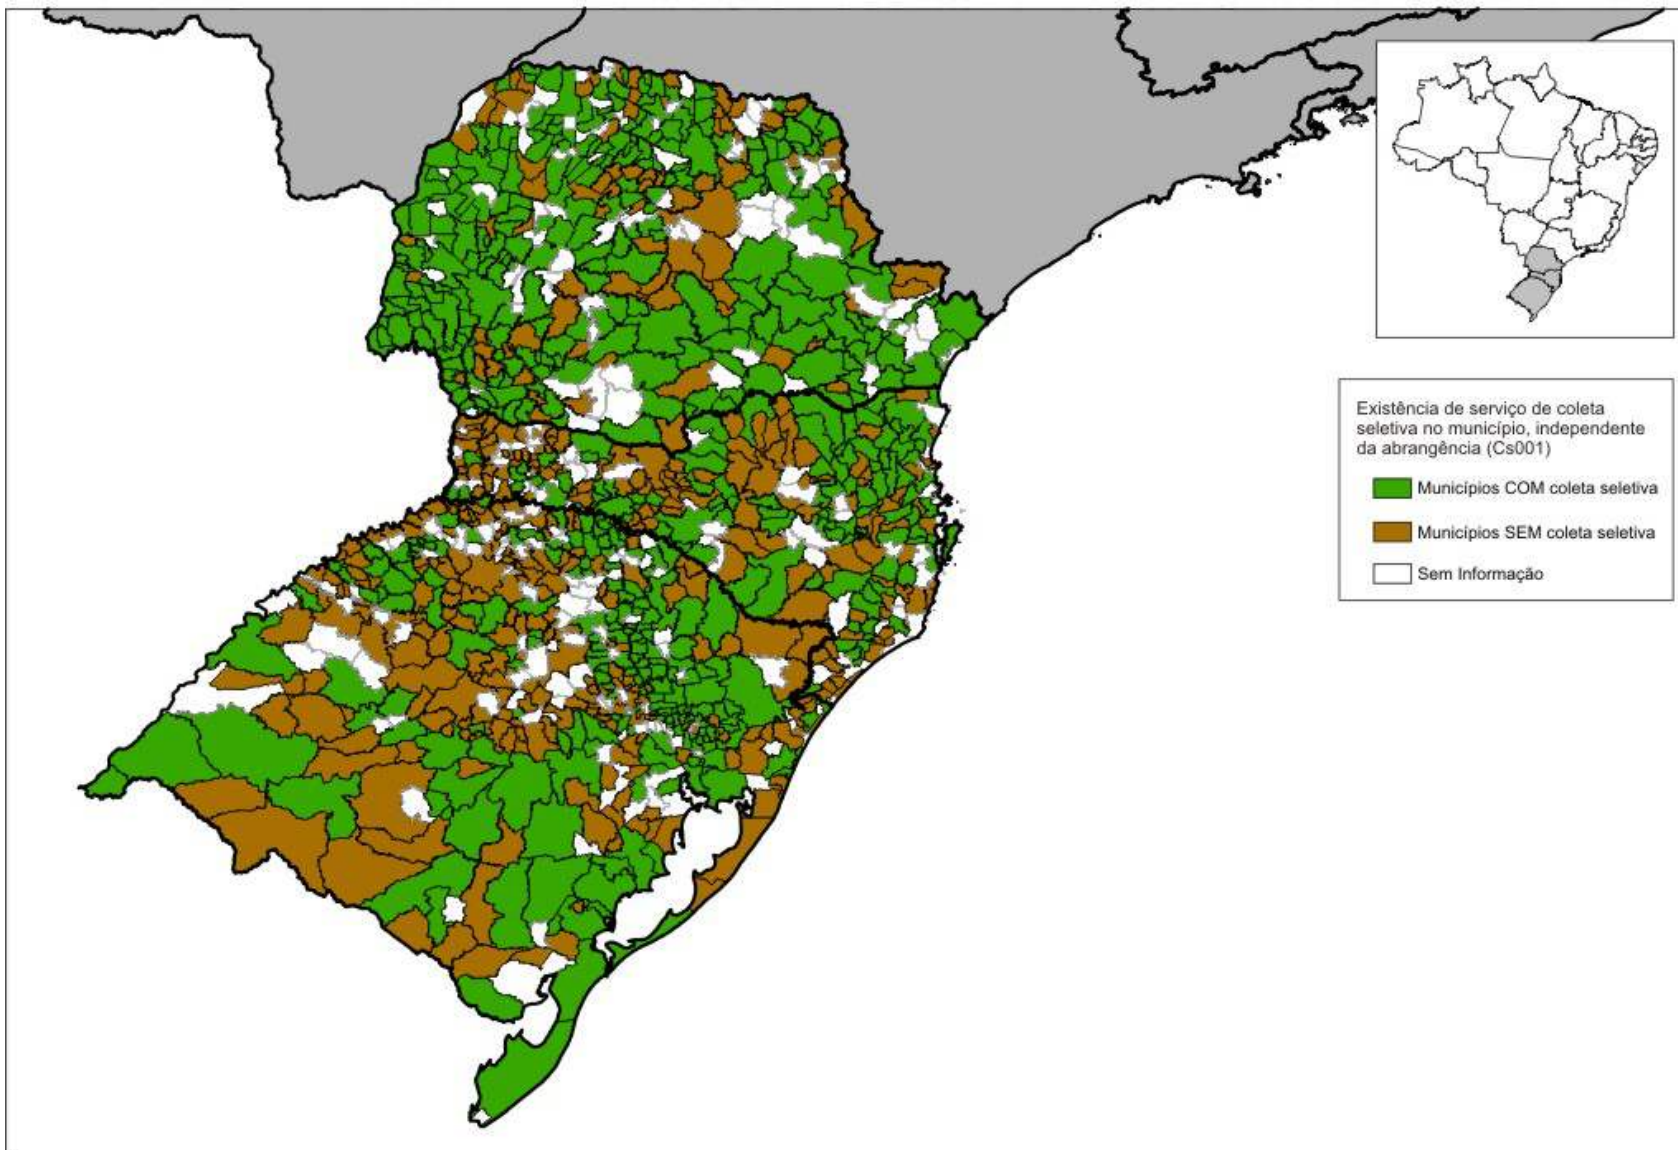 Existência de serviço de coleta
seletiva no município, independente
da abrangência (Cs001)
Municípios COM coleta seletiva
Municípios SEM coleta seletiva
Sem Informação